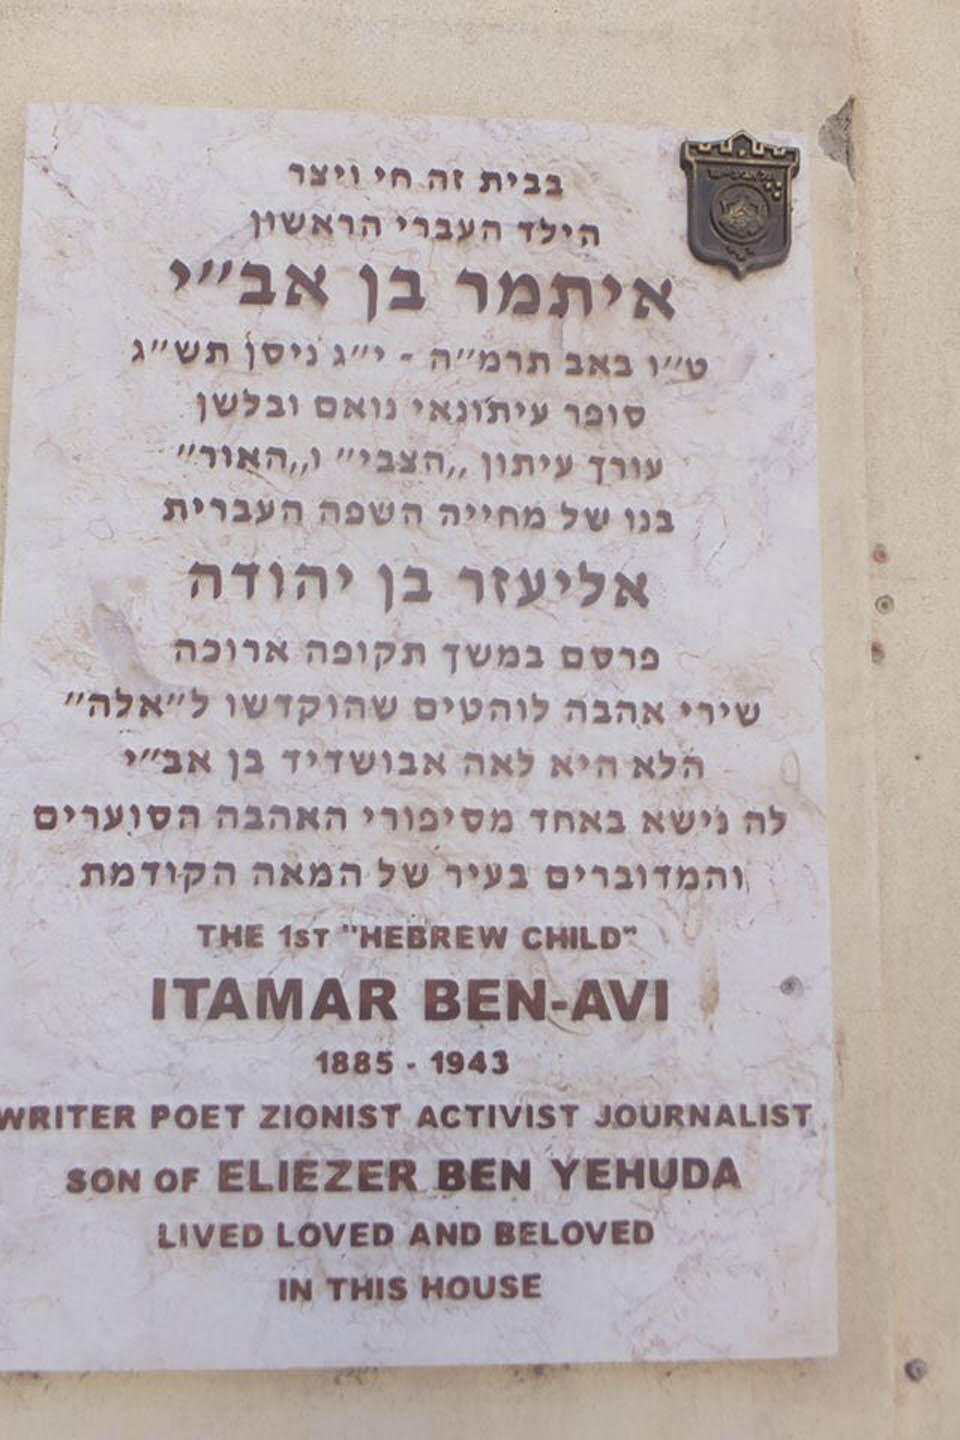 בבית זה חי ויצר
הילד העברי הראשון
איתמר בן אב״י
ט״ו באב תרמ״ה - י״ג ניסן תש״ג
סופר עיתונאי נואם ובלשן
עורך עיתון ,,הצבי״ ו,,האור״
בנו של מחייה השפה העברית
אליעזר בן יהודה
פרסם במשך תקופה ארוכה
שירי אהבה לוהטים שהוקדשו ל״אלה״
הלא היא לאה אבושדיד בן אב״י
לה נישא באחד מסיפורי האהבה הסוערים
והמדוברים בעיר של המאה הקודמת
THE 1ST "HEBREW CHILD"
ITAMAR BEN-AVI
1885 - 1943
WRITER POET ZIONIST ACTIVIST JOURNALIST
SON OF ELIEZER BEN YEHUDA
LIVED LOVED AND BELOVED
IN THIS HOUSE